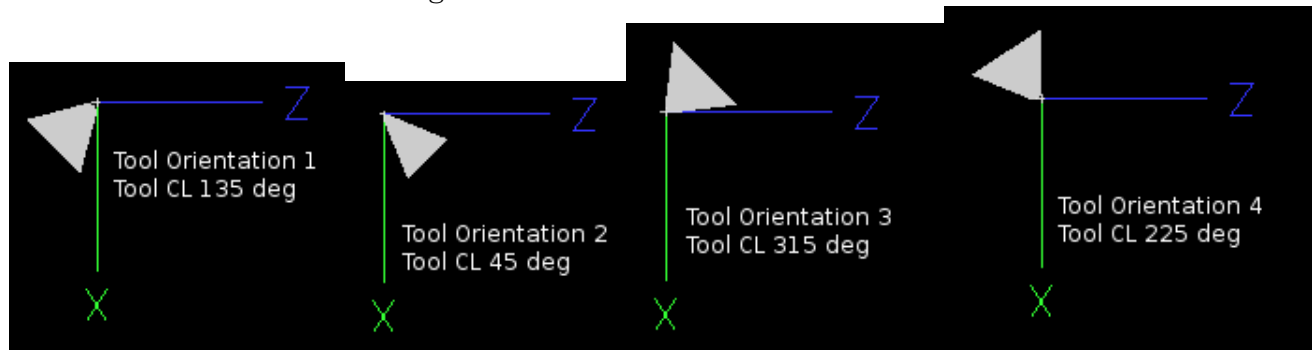 Z
Tool Orientation 1
Tool CL 135 deg
X
Z
Tool Orientation 2
Tool CL 45 deg
X
Z
Tool Orientation 3
Tool CL 315 deg
X
Z
Tool Orientation 4
Tool CL 225 deg
X